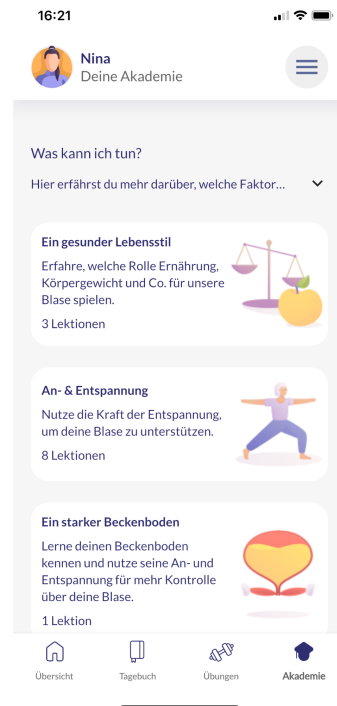 16:21
Nina
Deine Akademie
Was kann ich tun?
Hier erfährst du mehr darüber, welche Faktor...
Ein gesunder Lebensstil
Erfahre, welche Rolle Ernährung,
Körpergewicht und Co. für unsere
Blase spielen.
3 Lektionen
An- & Entspannung
Nutze die Kraft der Entspannung,
um deine Blase zu unterstützen.
8 Lektionen
Ein starker Beckenboden
Lerne deinen Beckenboden
kennen und nutze seine An- und
Entspannung für mehr Kontrolle
über deine Blase.
1 Lektion
Übersicht
Tagebuch
Übungen
Akademie